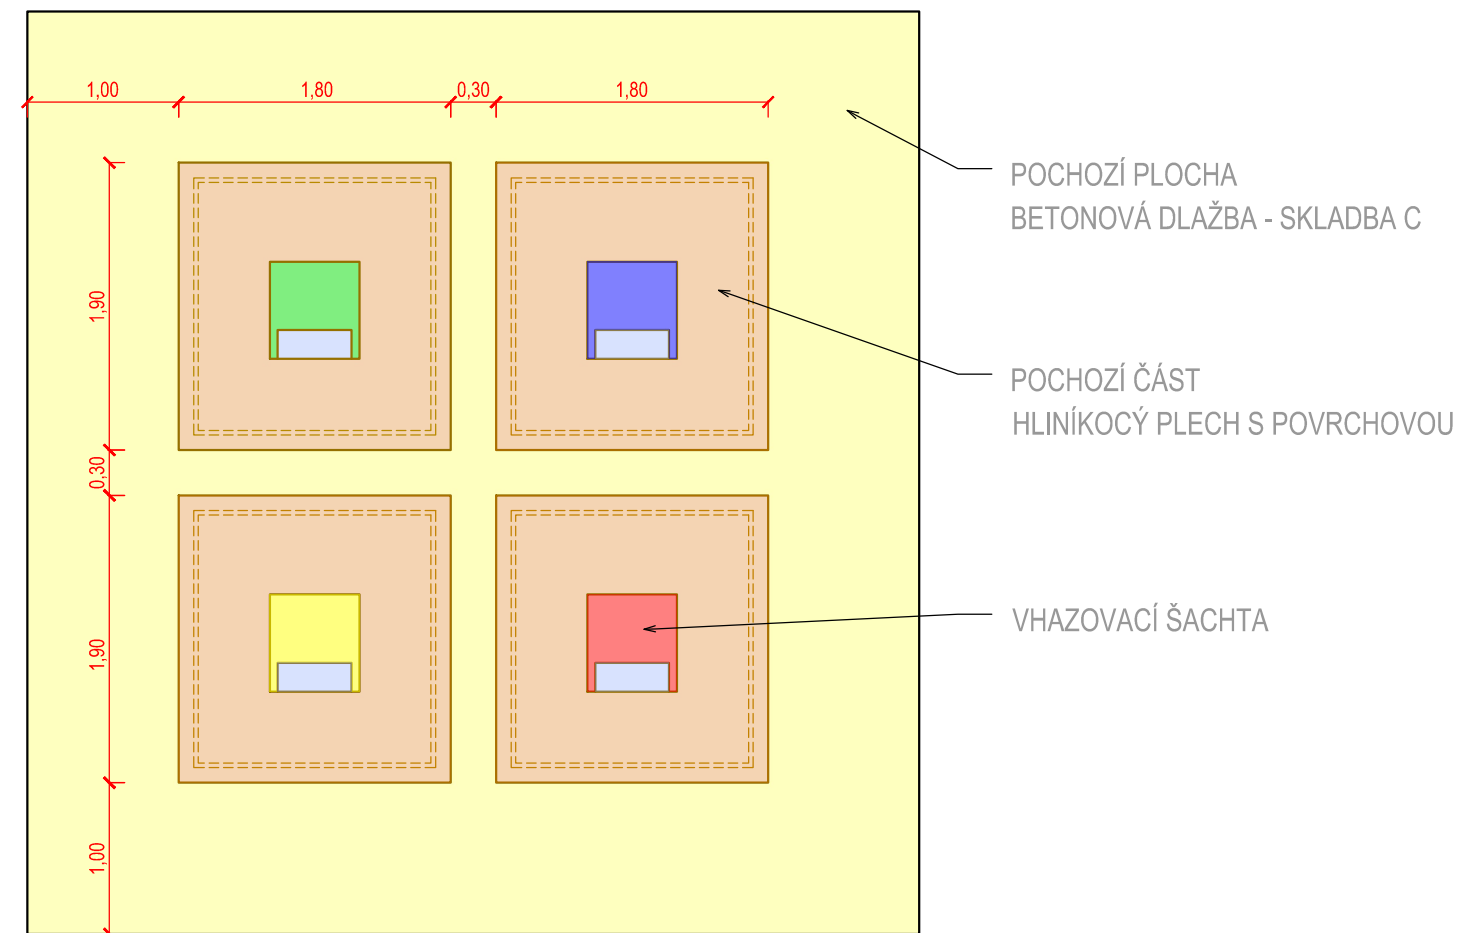 1,00
1,80
0,30
1,80
POCHOZÍ PLOCHA
BETONOVÁ DLAŽBA - SKLADBA C
1,90
POCHOZÍ ČÁST
HLINÍKOCÝ PLECH S POVRCHOVOU
0,30
VHAZOVACÍ ŠACHTA
1,90
1,00